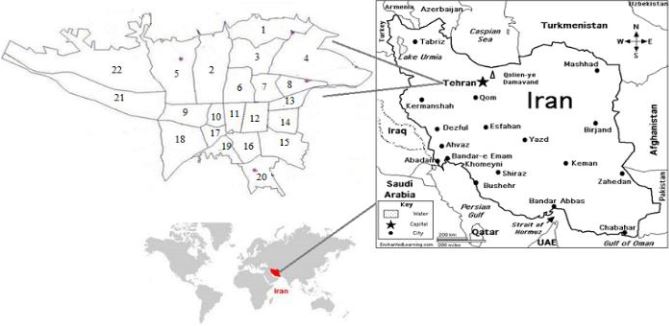 1
3
4
22
5
2
6
7
8
21
13
9
10
11
12
14
17
18
19
16
15
20
Iran
Armenia
Azerbaijan
Uzbekistan
Turkey
Caspian
Sea
Turkmenistan
N
W
E
S
Tabriz
Lake Urmia
Mashhad
Tehran
Qolleh-ye
Damavand
Qom
Iran
Kermanshah
Afghanistan
Iraq
Dezful
Esfahan
Birjand
Ahvaz
Yazd
Abadan
Bandar-e Emam
Khomeyni
Keman
Shiraz
Zahedan
Pakistan
Saudi
Arabia
Bushehr
Key
Water
Capital
City
Persian
Gulf
Bandar Abbas
Strait of
Hormuz
Chabahar
200 km
200 miles
EnchantedLearning.com
Qatar
UAE
Gulf of Oman